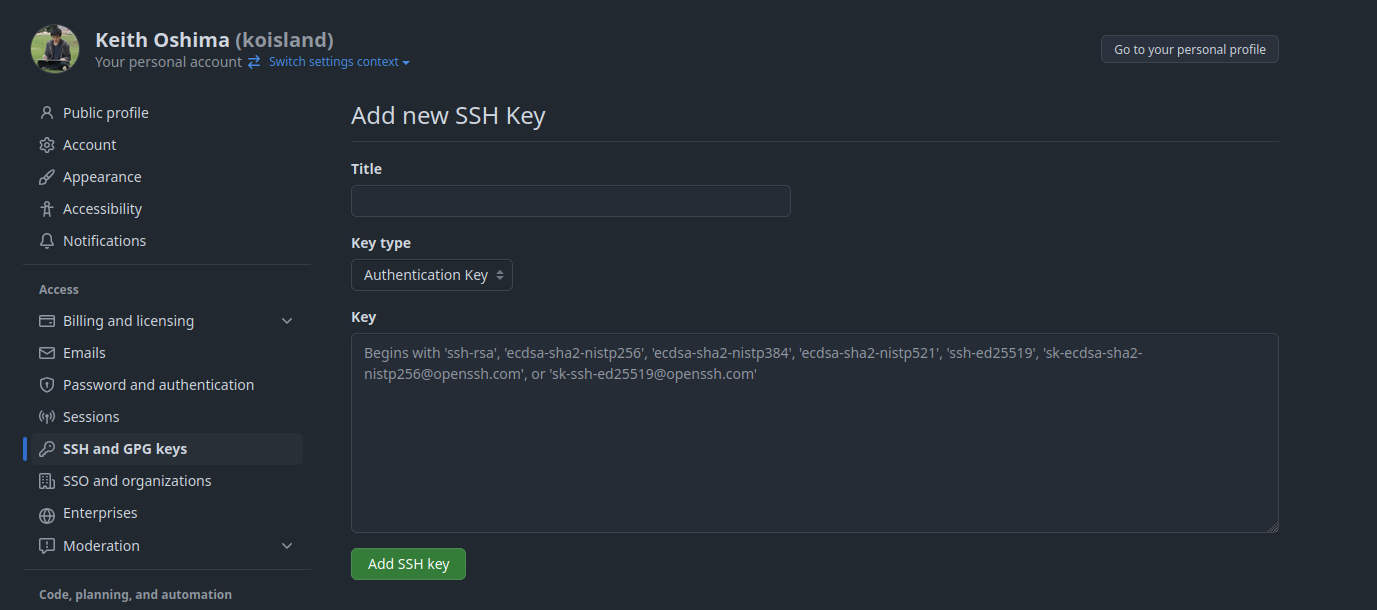 Keith Oshima (koisland)
Your personal account Switch settings context
Go to your personal profile
Public profile
Account
Appearance
Accessibility
Notifications
Access
Billing and licensing
Emails
Password and authentication
Sessions
SSH and GPG keys
SSO and organizations
Enterprises
Moderation
Code, planning, and automation
Add new SSH Key
Title
Key type
Authentication Key
Key
Begins with 'ssh-rsa', 'ecdsa-sha2-nistp256', 'ecdsa-sha2-nistp384', 'ecdsa-sha2-nistp521', 'ssh-ed25519', 'sk-ecdsa-sha2-
nistp256@openssh.com', or 'sk-ssh-ed25519@openssh.com'
Add SSH key